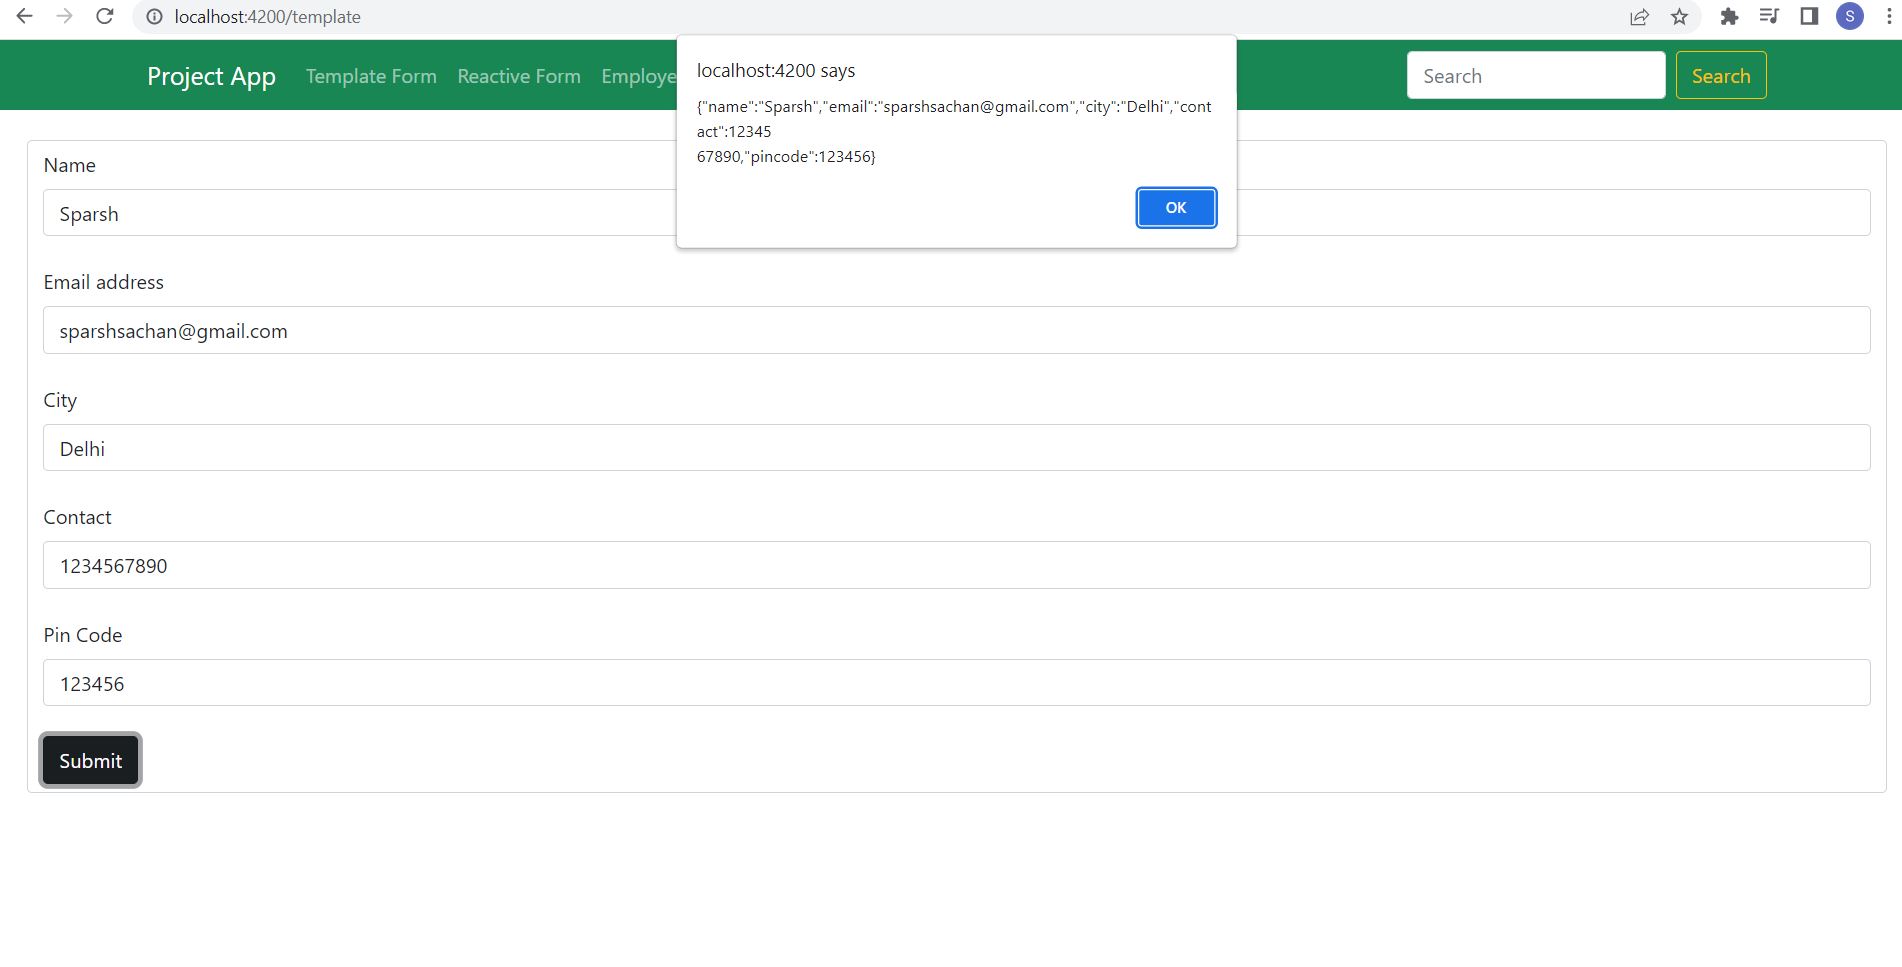 localhost:4200/template
S
Project App
Template Form
Reactive Form
Employe
Search
Search
localhost:4200 says
{"name":"Sparsh","email":"sparshsachan@gmail.com","city":"Delhi","cont
act":12345
67890,"pincode":123456}
OK
Name
Sparsh
Email address
sparshsachan@gmail.com
City
Delhi
Contact
1234567890
Pin Code
123456
Submit